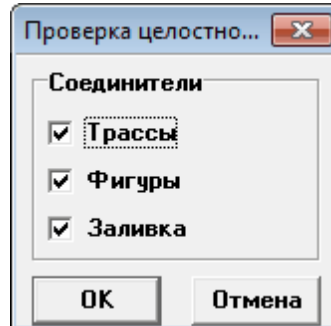 Проверка целостно...
Соединители
Трассы
Фигуры
Заливка
OK
Отмена